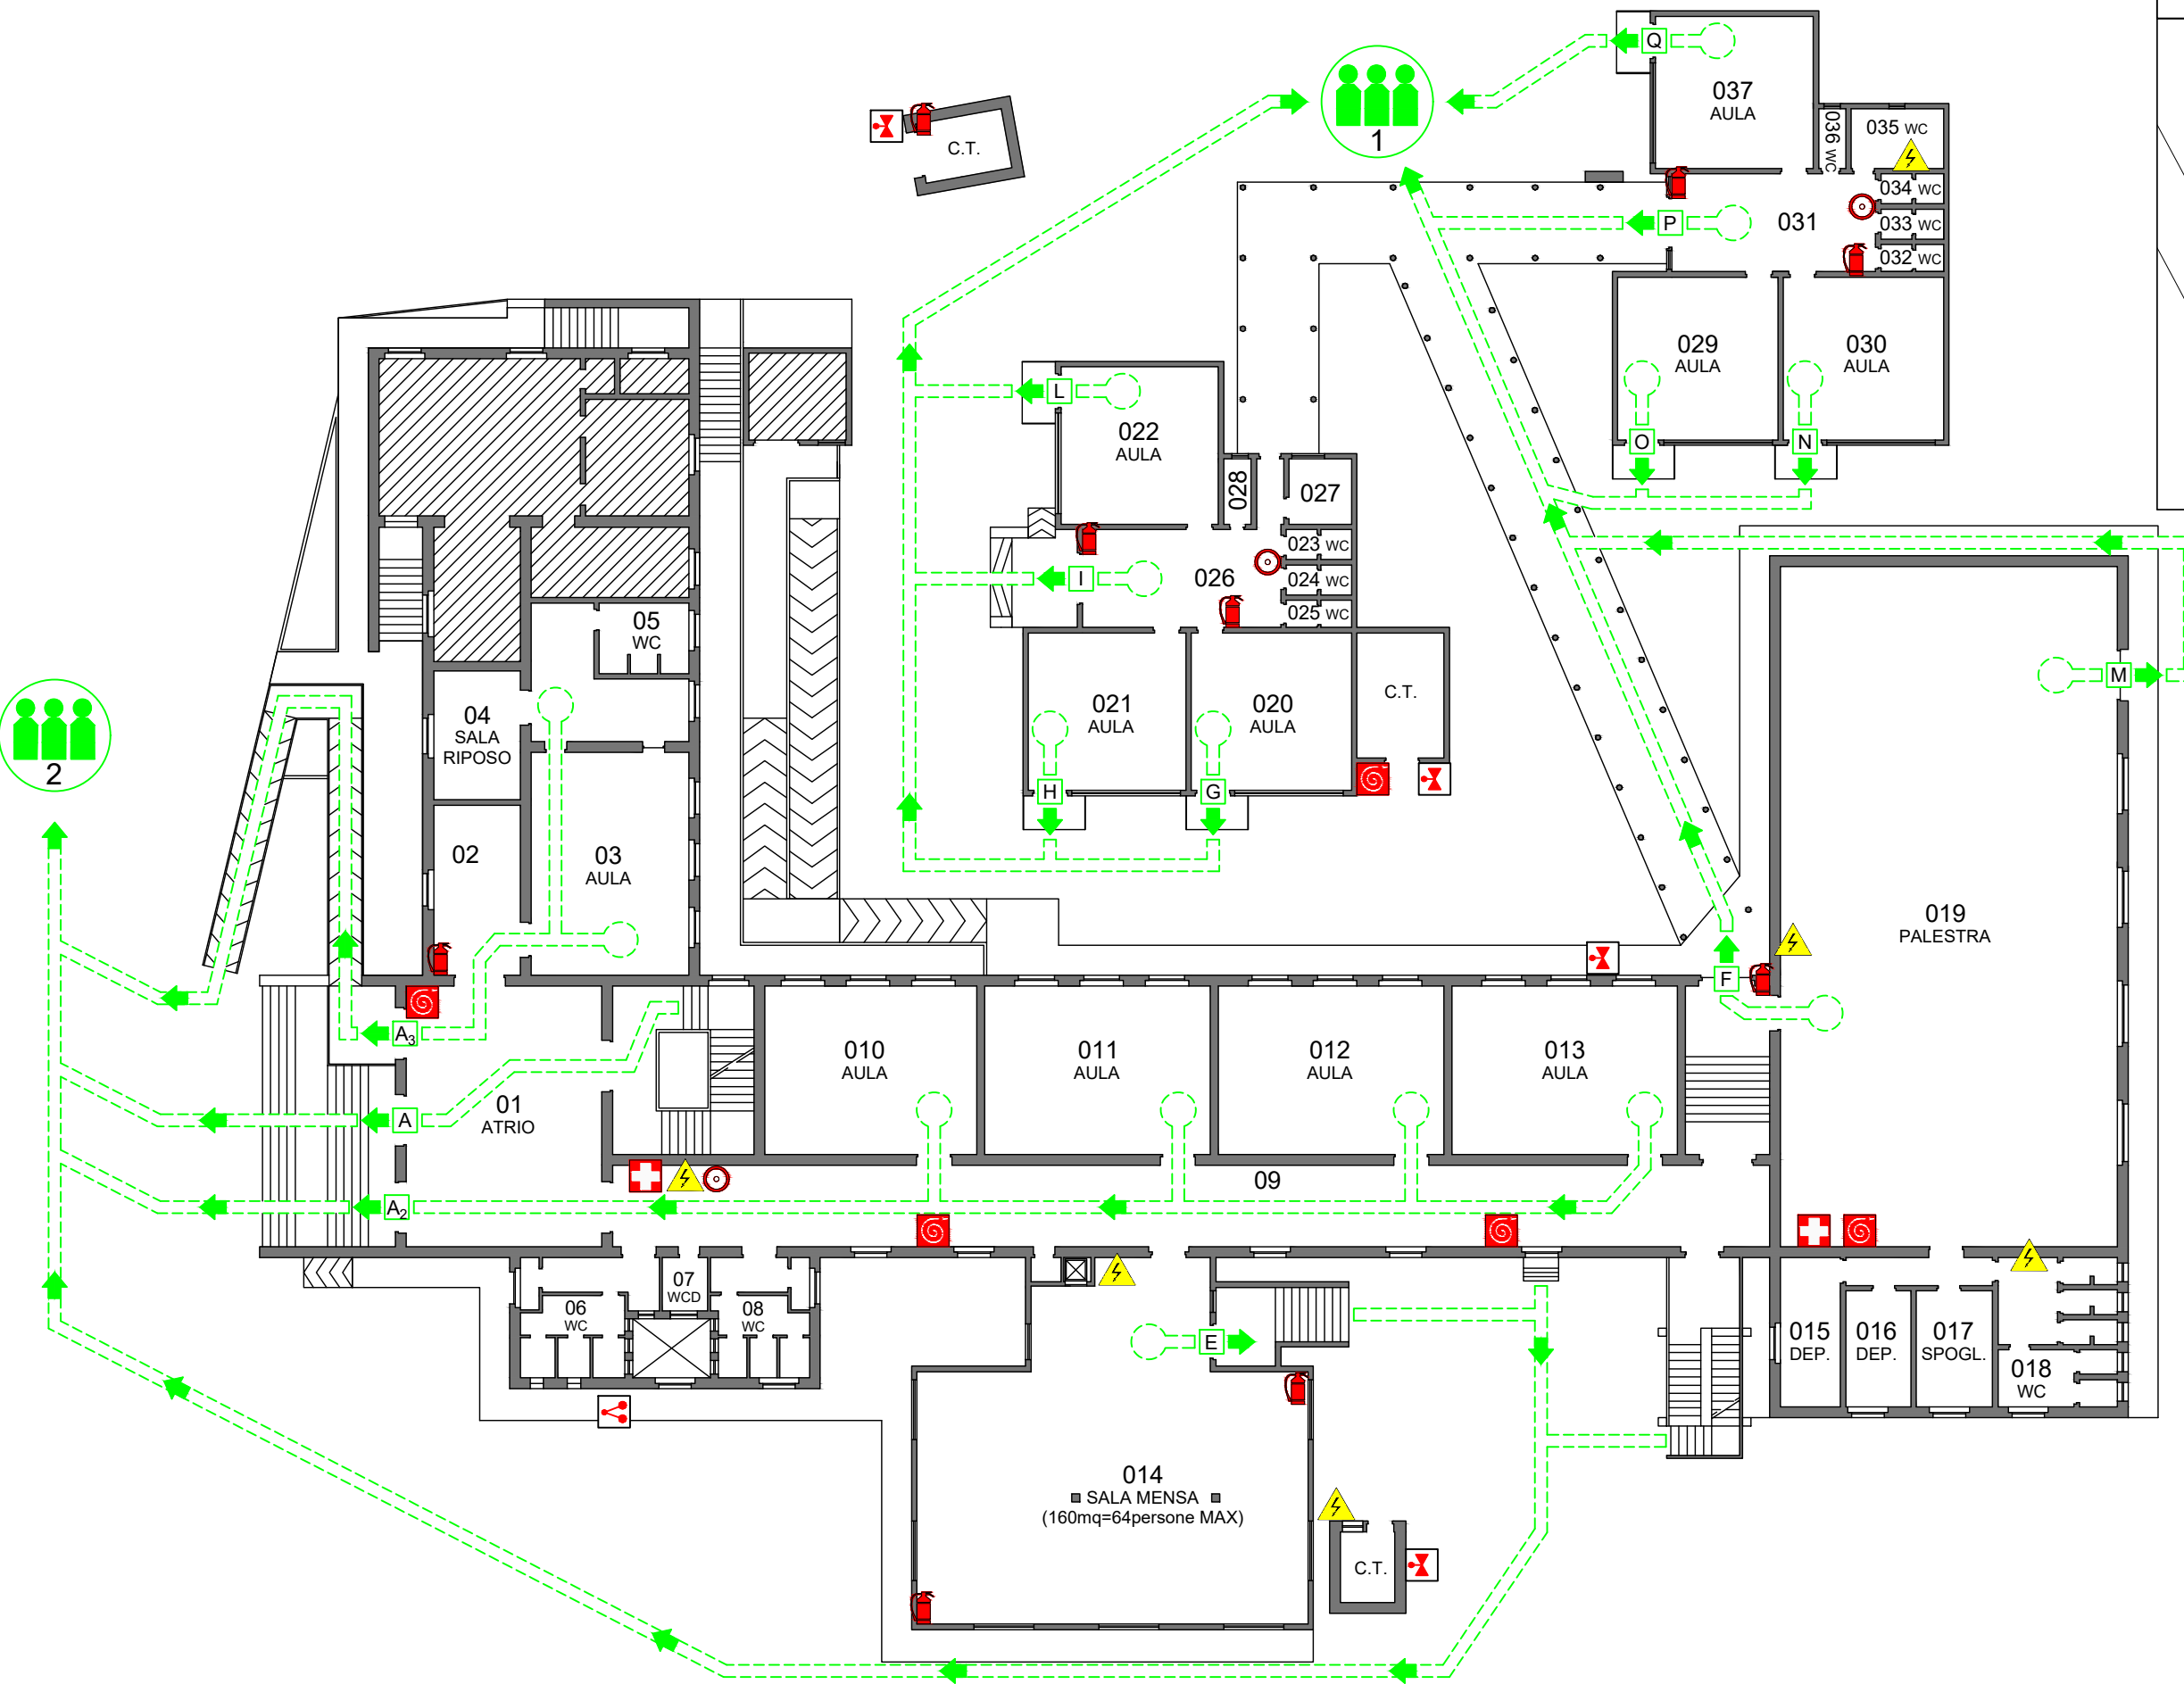 Q
037
AULA
036 WC
035 WC
1
C.T.
034 WC
P
031
033 WC
032 WC
029
AULA
030
AULA
L
022
AULA
O
N
028
027
023 WC
I
026
024 WC
025 WC
05
WC
M
04
SALA
RIPOSO
021
AULA
020
AULA
C.T.
2
H
G
02
03
AULA
019
PALESTRA
F
A3
010
AULA
011
AULA
012
AULA
013
AULA
01
ATRIO
A
09
A2
07
WCD
06
WC
08
WC
E
015
DEP.
016
DEP.
017
SPOGL.
018
WC
014
SALA MENSA
(160mq=64persone MAX)
C.T.